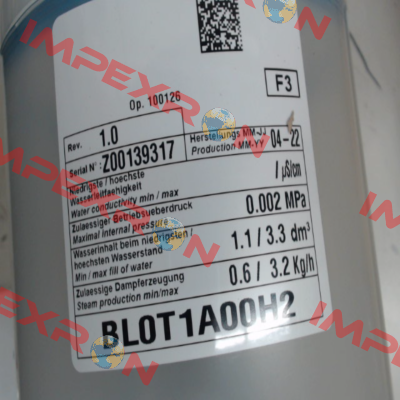 Op. 100126
F3
Rev. 1.0
Serial N°: Z00139317
Herstellungs MM-JJ
Production MM-YY 04-22
Niedrigste / hoechste
Wasserleitfaehigkeit
Water conductivity min / max / µS/cm
Zulaessiger Betriebsueberdruck
Maximal internal pressure 0.002 MPa
Wasserinhalt beim niedrigsten /
hoechsten Wasserstand
Min / max fill of water 1.1 / 3.3 dm³
Zulaessige Dampferzeugung
Steam production min/max 0.6 / 3.2 Kg/h
BL0T1A00H2
IMPEXRON
IMPEXRON
IMPEXRON
IMPEXRON
IMPEXRON